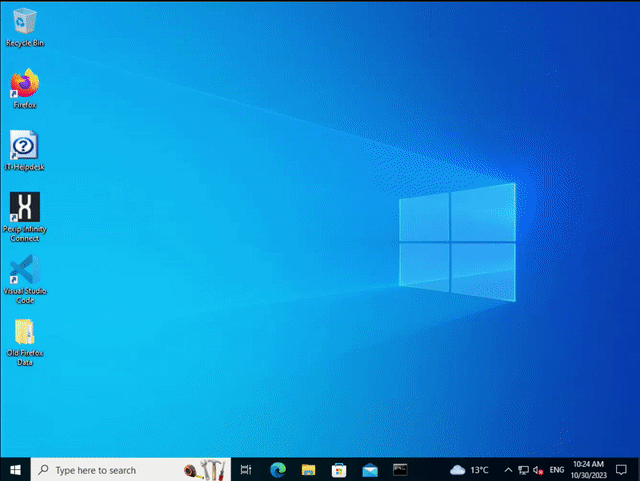 Recycle Bin
Firefox
IT-Helpdesk
Pexip Infinity
Connect
Visual Studio
Code
Old Firefox
Data
Type here to search
13°C
ENG
10:24 AM
10/30/2023